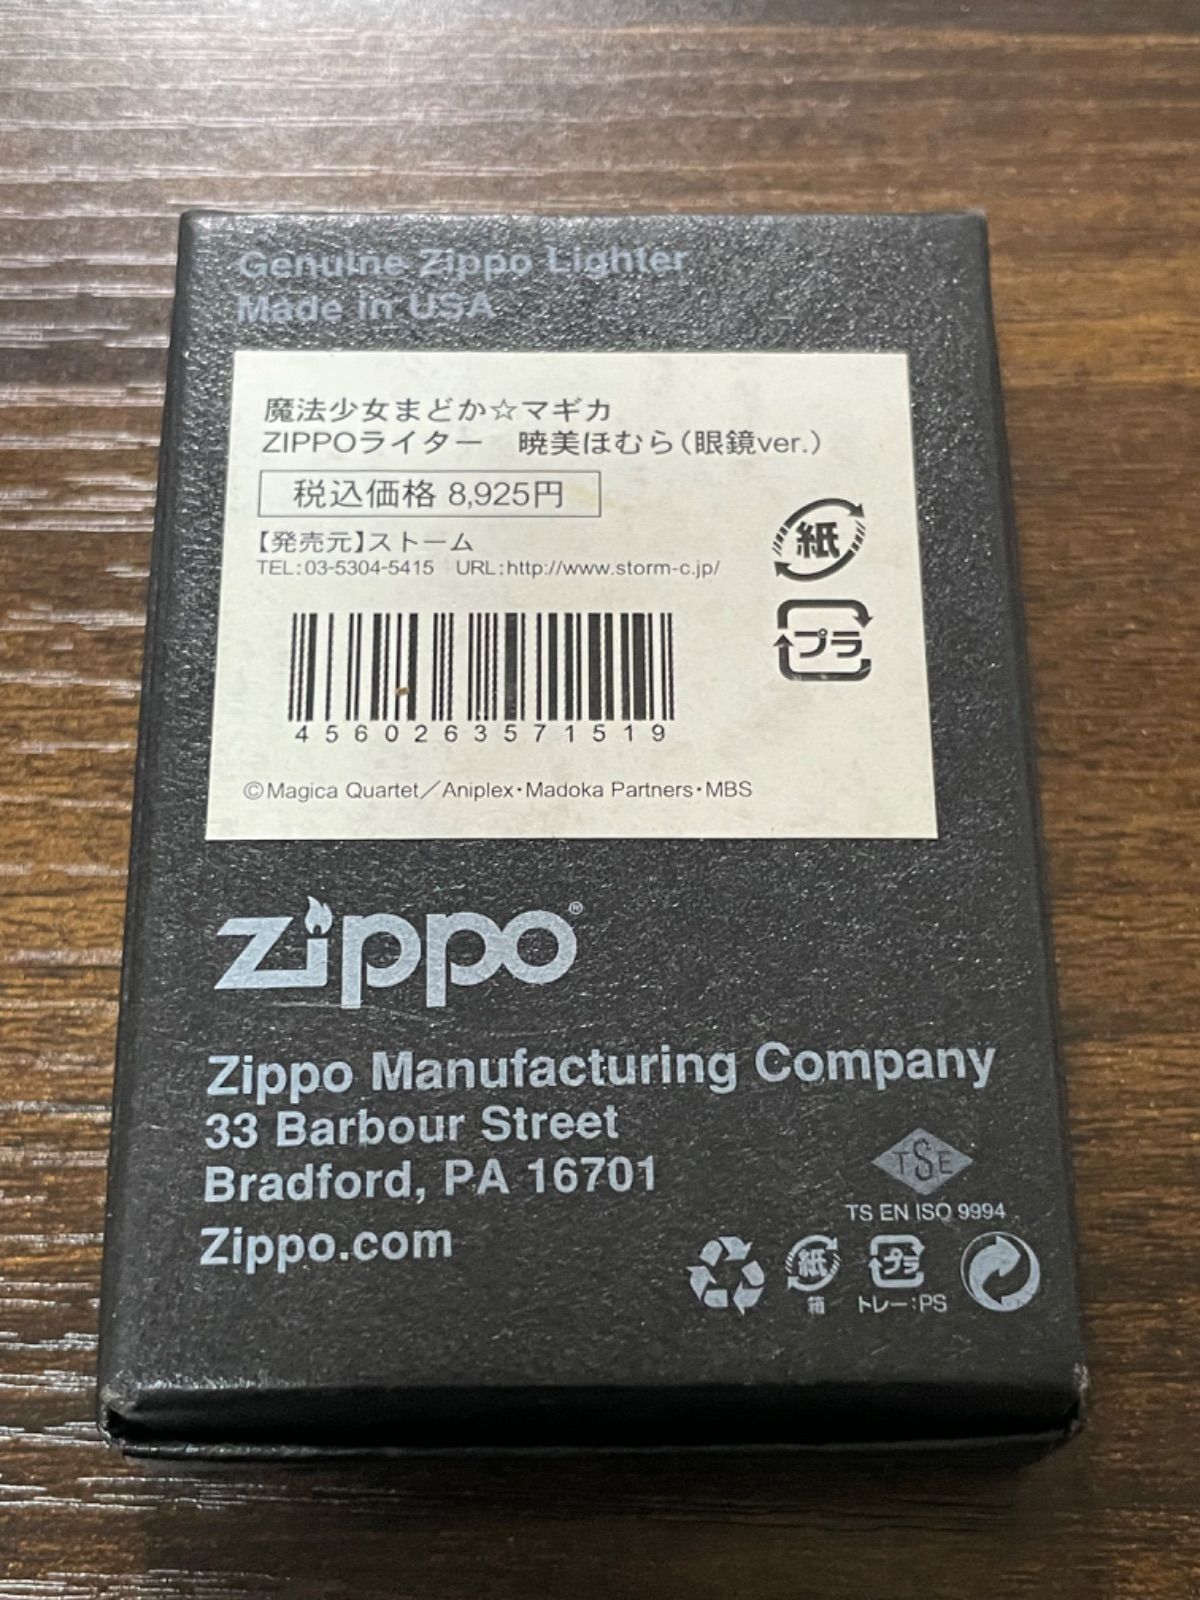 Genuine Zippo Lighter
Made in USA
魔法少女まどか☆マギカ
ZIPPOライター　暁美ほむら（眼鏡ver.）
税込価格 8,925円
【発売元】ストーム
TEL：03-5304-5415　URL：http://www.storm-c.jp/
紙
プラ
4560263571519
©Magica Quartet／Aniplex・Madoka Partners・MBS
zippo®
Zippo Manufacturing Company
33 Barbour Street
Bradford, PA 16701
Zippo.com
TSE
TS EN ISO 9994
紙
箱
プラ
トレー：PS